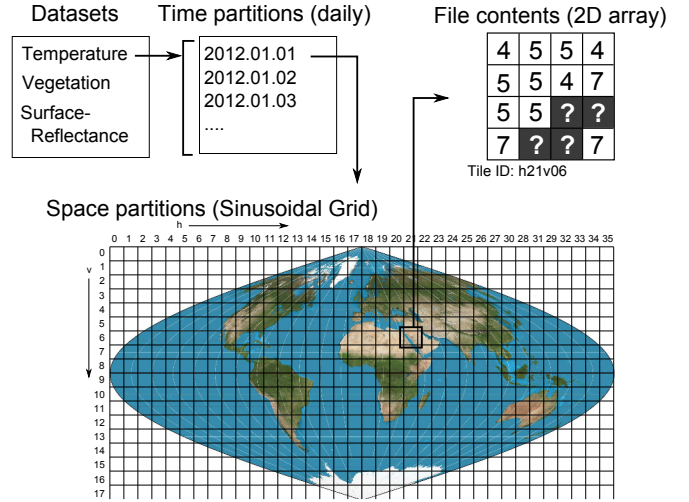 Datasets
Time partitions (daily)
File contents (2D array)
Temperature
Vegetation
Surface-
Reflectance
2012.01.01
2012.01.02
2012.01.03
....
4 5 5 4
5 5 4 7
5 5 ? ?
7 ? ? 7
Tile ID: h21v06
Space partitions (Sinusoidal Grid)
h
0 1 2 3 4 5 6 7 8 9 10 11 12 13 14 15 16 17 18 19 20 21 22 23 24 25 26 27 28 29 30 31 32 33 34 35
v
0
1
2
3
4
5
6
7
8
9
10
11
12
13
14
15
16
17